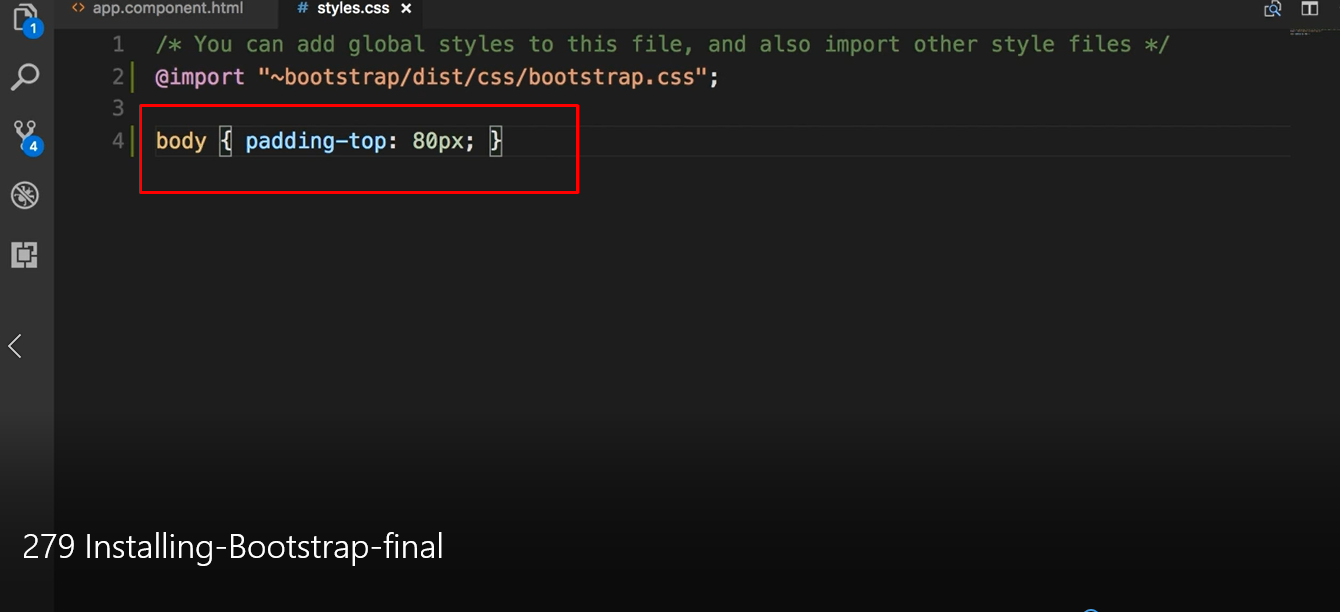 app.component.html
styles.css
1
4
1 /* You can add global styles to this file, and also import other style files */
2 @import "~bootstrap/dist/css/bootstrap.css";
3
4 body { padding-top: 80px; }
279 Installing-Bootstrap-final